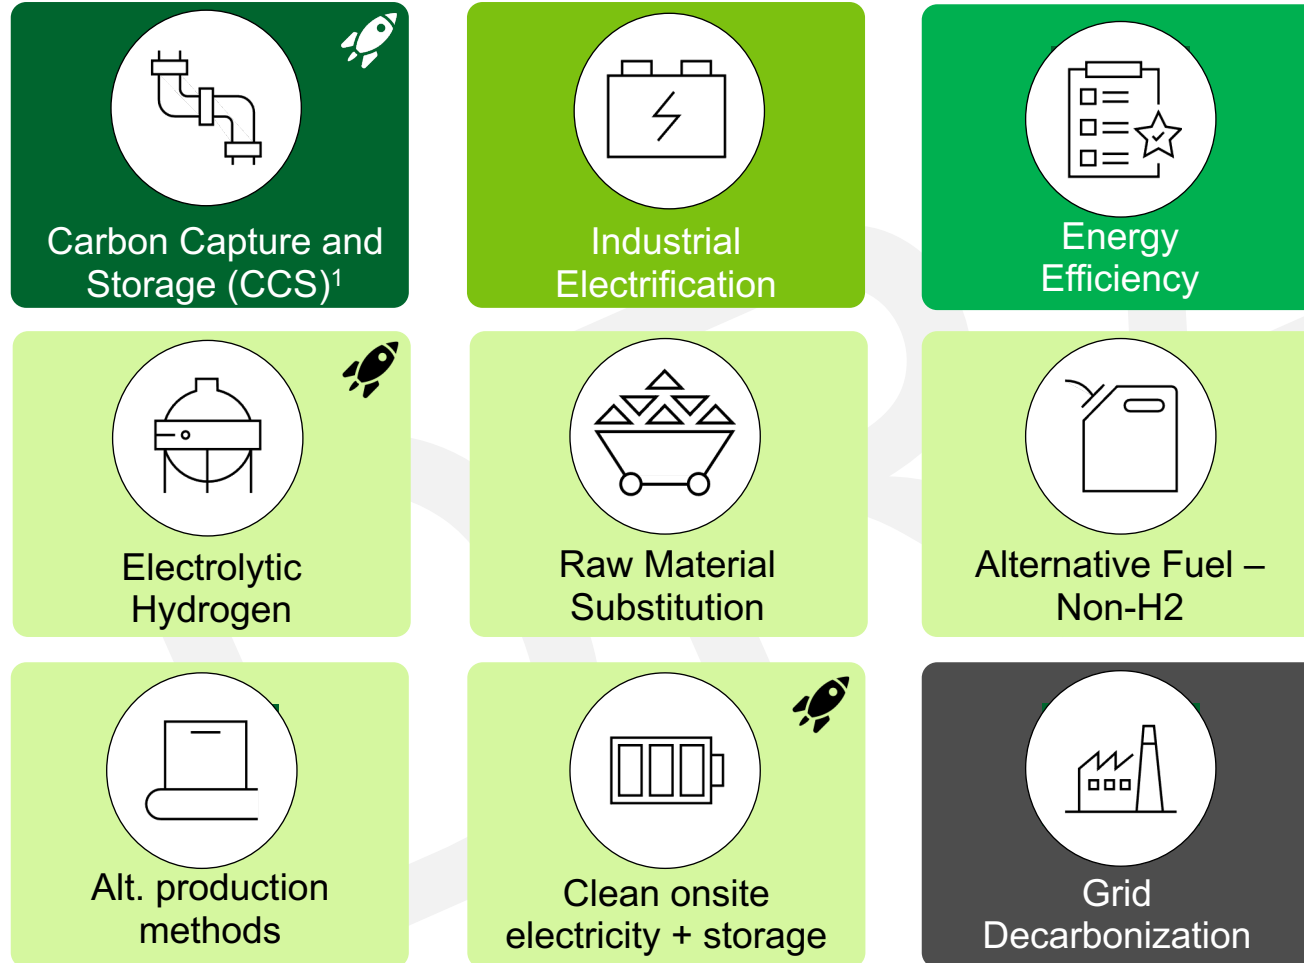 Carbon Capture and
Storage (CCS)1
Industrial
Electrification
Energy
Efficiency
Electrolytic
Hydrogen
Raw Material
Substitution
Alternative Fuel –
Non-H2
Alt. production
methods
Clean onsite
electricity + storage
Grid
Decarbonization